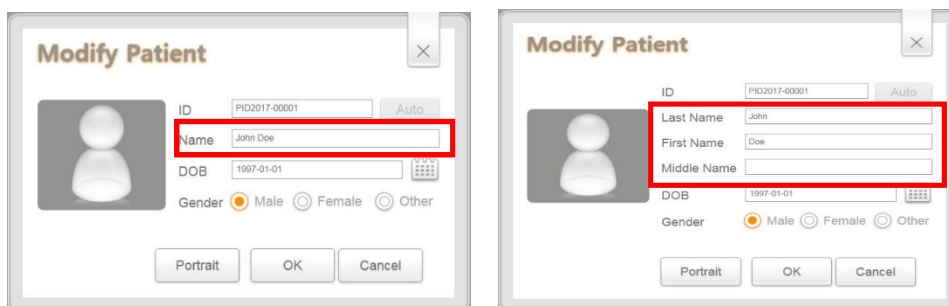 Modify Patient
ID PID2017-00001 Auto
Name John Doe
DOB 1997-01-01
Gender Male Female Other
Portrait OK Cancel
Modify Patient
ID PID2017-00001 Auto
Last Name John
First Name Doe
Middle Name
DOB 1997-01-01
Gender Male Female Other
Portrait OK Cancel